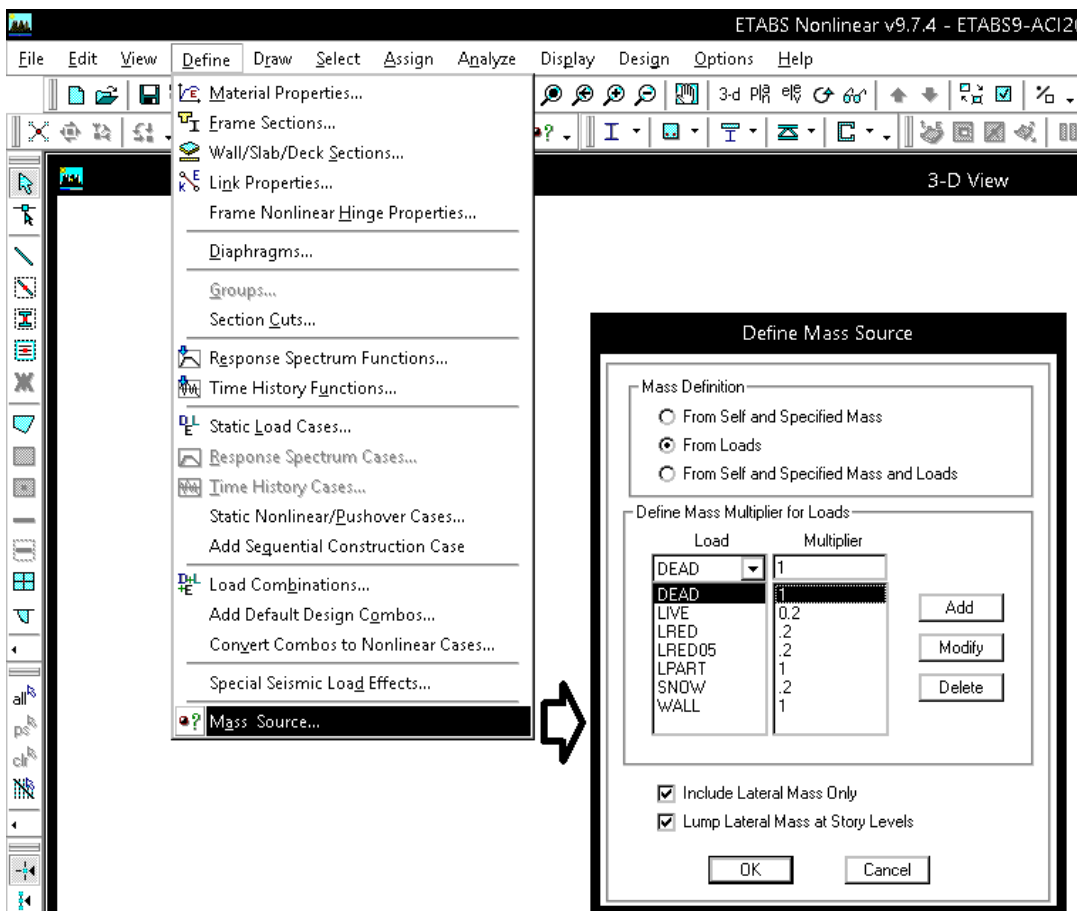 ETABS Nonlinear v9.7.4 - ETABS9-ACI20
File Edit View Define Draw Select Assign Analyze Display Design Options Help
3-d
3-D View
Material Properties...
Frame Sections...
Wall/Slab/Deck Sections...
Link Properties...
Frame Nonlinear Hinge Properties...
Diaphragms...
Groups...
Section Cuts...
Response Spectrum Functions...
Time History Functions...
Static Load Cases...
Response Spectrum Cases...
Time History Cases...
Static Nonlinear/Pushover Cases...
Add Sequential Construction Case
Load Combinations...
Add Default Design Combos...
Convert Combos to Nonlinear Cases...
Special Seismic Load Effects...
Mass Source...
all
ps
clr
Define Mass Source
Mass Definition
From Self and Specified Mass
From Loads
From Self and Specified Mass and Loads
Define Mass Multiplier for Loads
Load Multiplier
DEAD 1
DEAD 1
LIVE 0.2
LRED .2
LRED05 .2
LPART 1
SNOW .2
WALL 1
Add
Modify
Delete
Include Lateral Mass Only
Lump Lateral Mass at Story Levels
OK Cancel